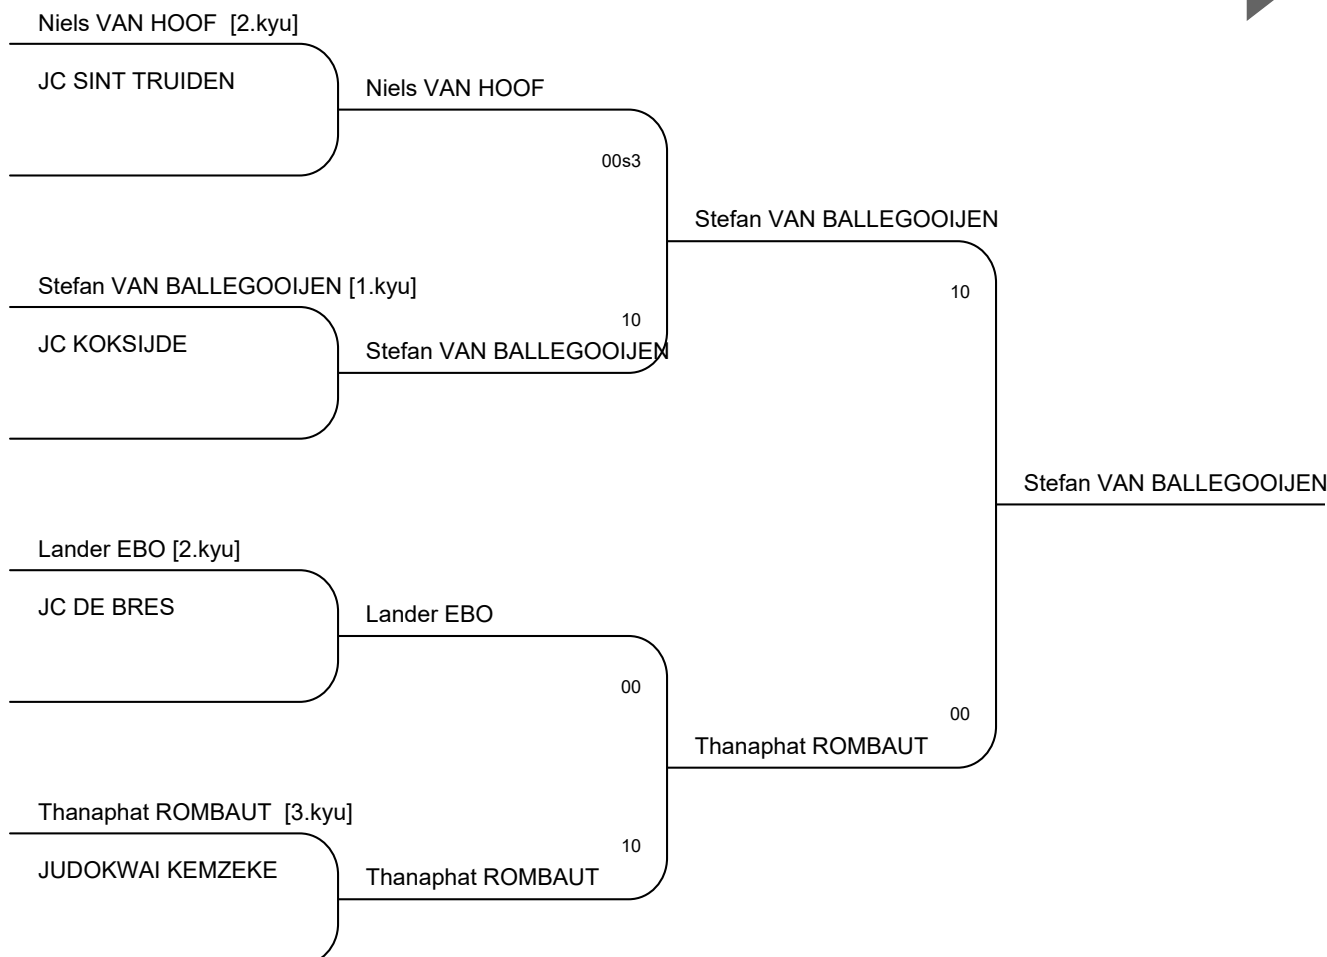 Niels VAN HOOF  [2.kyu]
JC SINT TRUIDEN
Niels VAN HOOF
00s3
Stefan VAN BALLEGOOIJEN
Stefan VAN BALLEGOOIJEN [1.kyu]
10
10
JC KOKSIJDE
Stefan VAN BALLEGOOIJEN
Stefan VAN BALLEGOOIJEN
Lander EBO [2.kyu]
JC DE BRES
Lander EBO
00
00
Thanaphat ROMBAUT
Thanaphat ROMBAUT  [3.kyu]
10
JUDOKWAI KEMZEKE
Thanaphat ROMBAUT